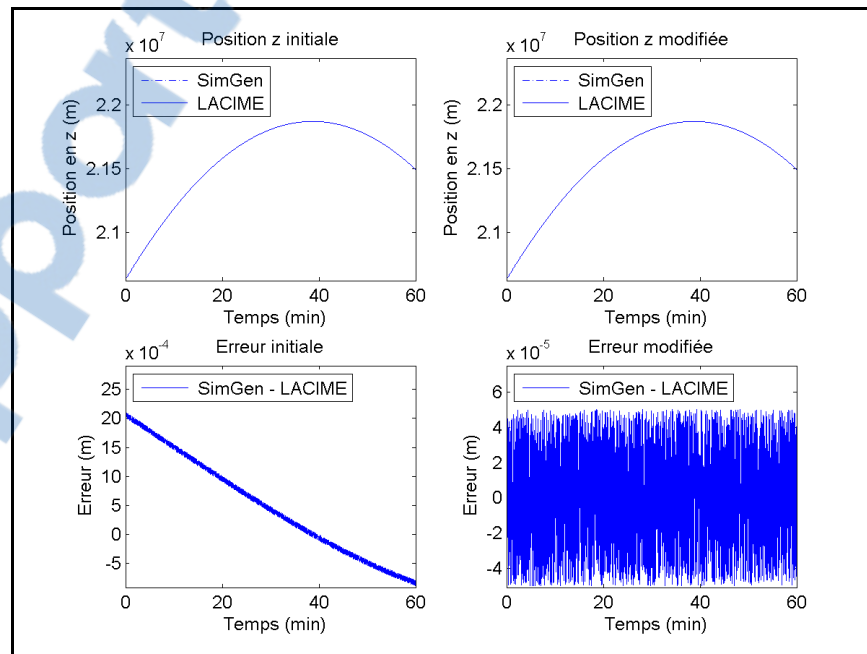 Position z initiale
x 10^7
SimGen
LACIME
Position en z (m)
2.2
2.15
2.1
0
20
40
60
Temps (min)
Position z modifiée
x 10^7
SimGen
LACIME
Position en z (m)
2.2
2.15
2.1
0
20
40
60
Temps (min)
Erreur initiale
x 10^-4
SimGen - LACIME
Erreur (m)
25
20
15
10
5
0
-5
0
20
40
60
Temps (min)
Erreur modifiée
x 10^-5
SimGen - LACIME
Erreur (m)
6
4
2
0
-2
-4
0
20
40
60
Temps (min)
port